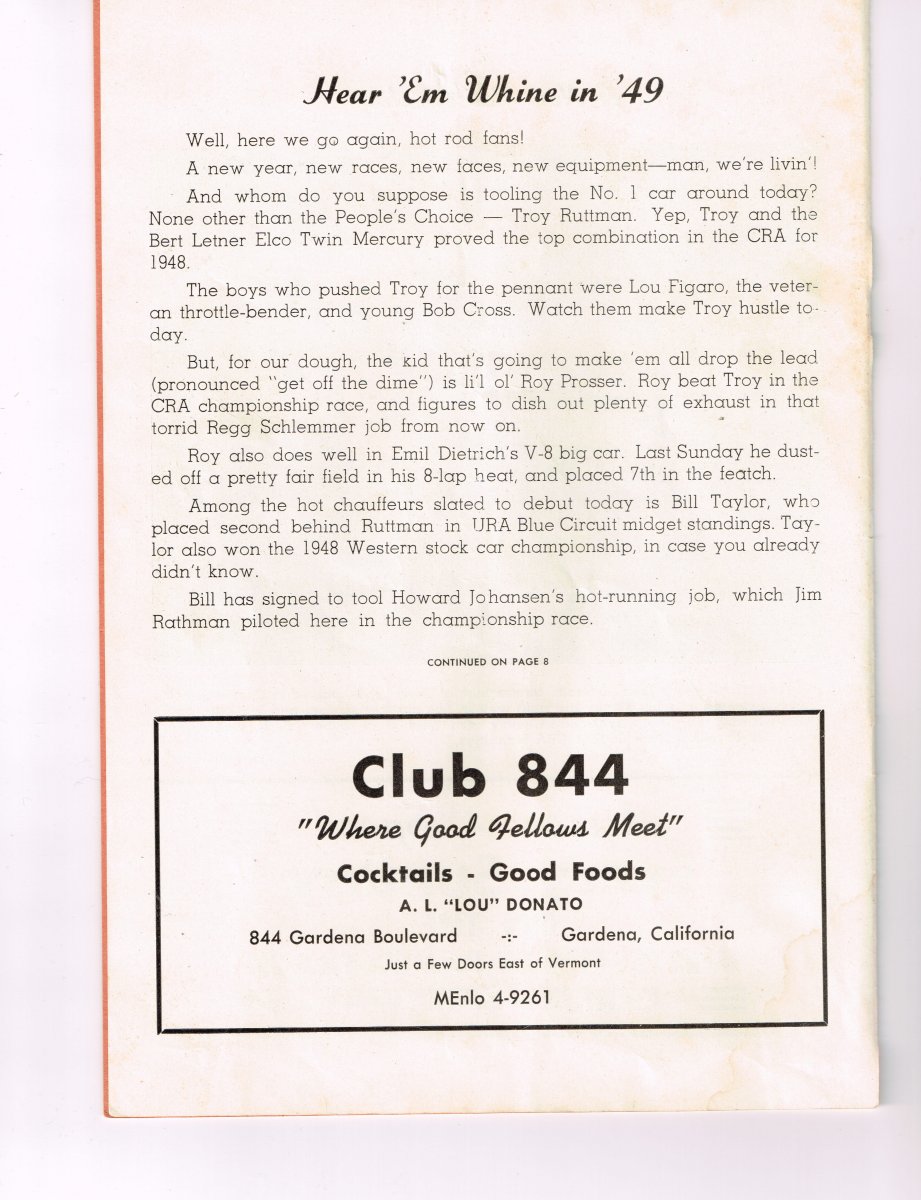 Hear 'Em Whine in '49
Well, here we go again, hot rod fans!
A new year, new races, new faces, new equipment—man, we're livin'!
And whom do you suppose is tooling the No. 1 car around today?
None other than the People's Choice — Troy Ruttman. Yep, Troy and the
Bert Letner Elco Twin Mercury proved the top combination in the CRA for
1948.
The boys who pushed Troy for the pennant were Lou Figaro, the veter-
an throttle-bender, and young Bob Cross. Watch them make Troy hustle to-
day.
But, for our dough, the kid that's going to make 'em all drop the lead
(pronounced "get off the dime") is li'l ol' Roy Prosser. Roy beat Troy in the
CRA championship race, and figures to dish out plenty of exhaust in that
torrid Regg Schlemmer job from now on.
Roy also does well in Emil Dietrich's V-8 big car. Last Sunday he dust-
ed off a pretty fair field in his 8-lap heat, and placed 7th in the featch.
Among the hot chauffeurs slated to debut today is Bill Taylor, who
placed second behind Ruttman in URA Blue Circuit midget standings. Tay-
lor also won the 1948 Western stock car championship, in case you already
didn't know.
Bill has signed to tool Howard Johansen's hot-running job, which Jim
Rathman piloted here in the championship race.
CONTINUED ON PAGE 8
Club 844
"Where Good Fellows Meet"
Cocktails - Good Foods
A. L. "LOU" DONATO
844 Gardena Boulevard -:- Gardena, California
Just a Few Doors East of Vermont
MEnlo 4-9261